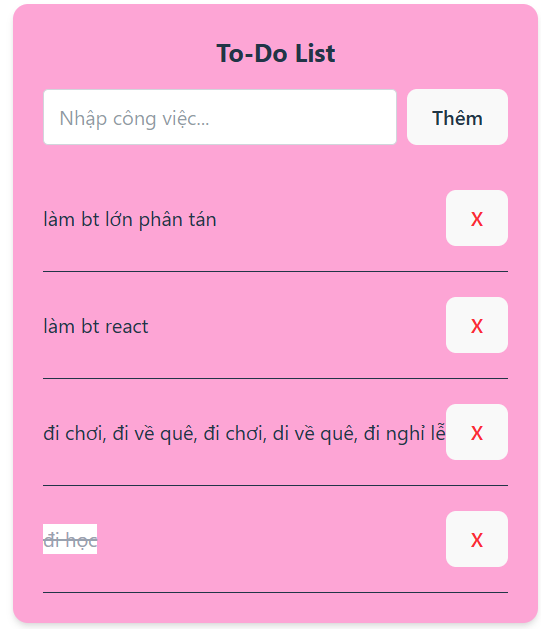 To-Do List
Nhập công việc...
Thêm
làm bt lớn phân tán
X
làm bt react
X
đi chơi, đi về quê, đi chơi, di về quê, đi nghỉ lễ
X
đi học
X